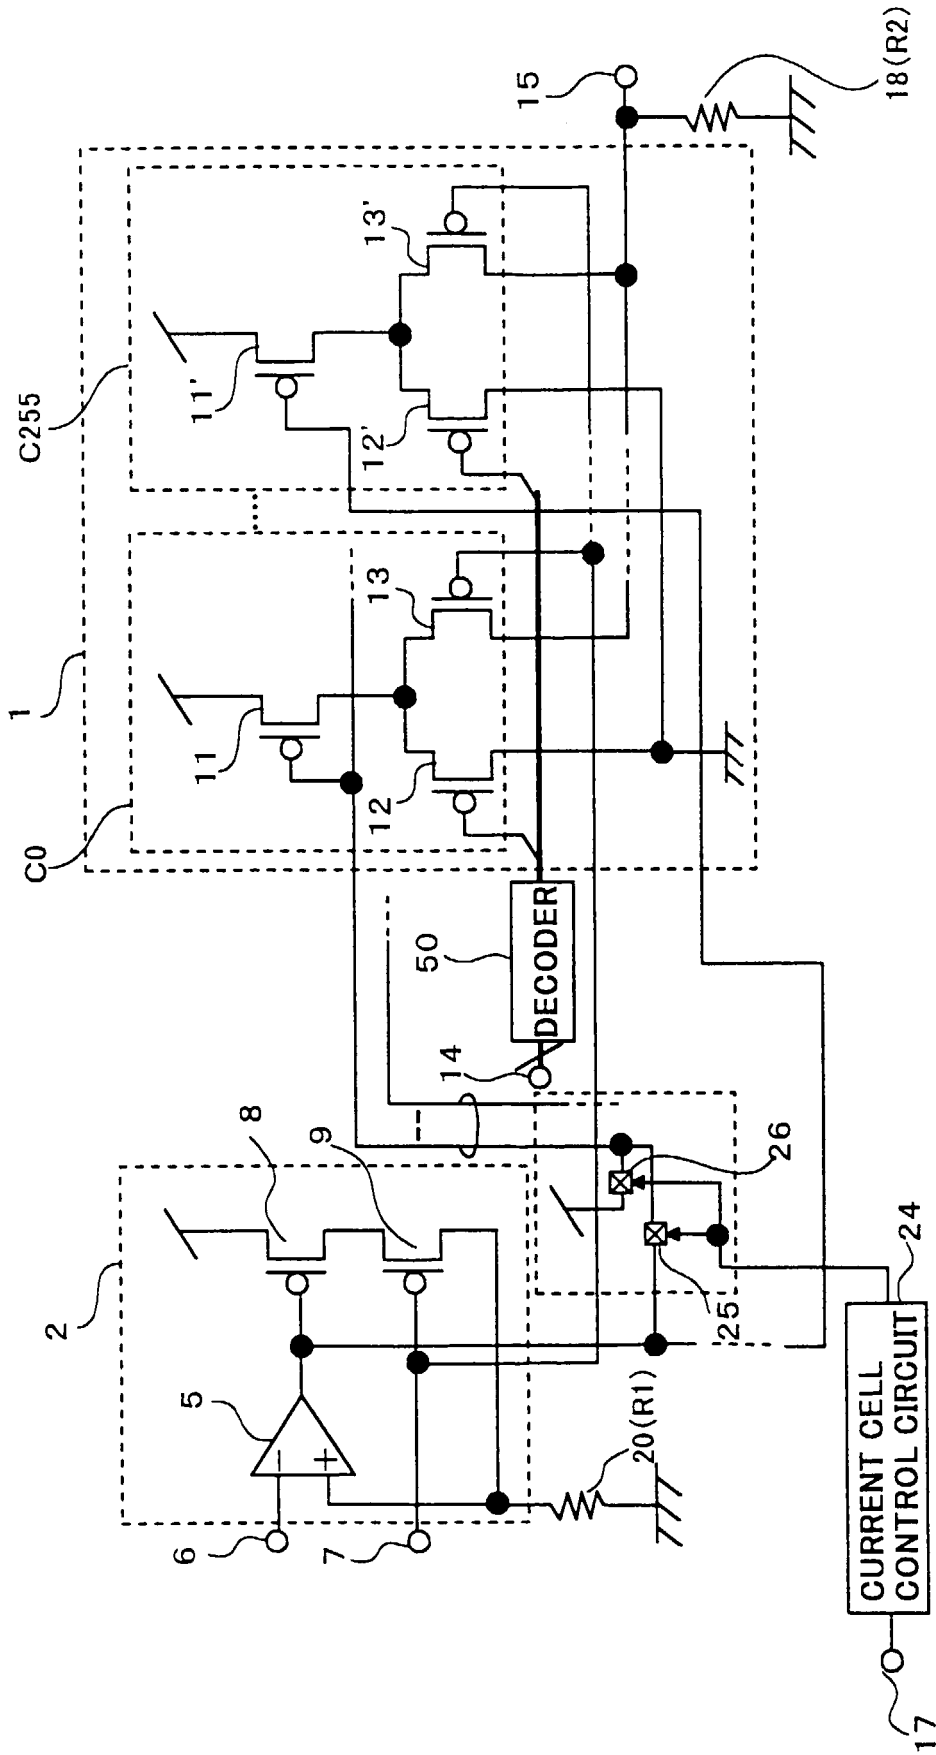 1
C0
C255
11
12
13
11'
12'
13'
15
18(R2)
2
8
9
5
6
7
20(R1)
14
50
DECODER
26
25
24
CURRENT CELL
CONTROL CIRCUIT
17